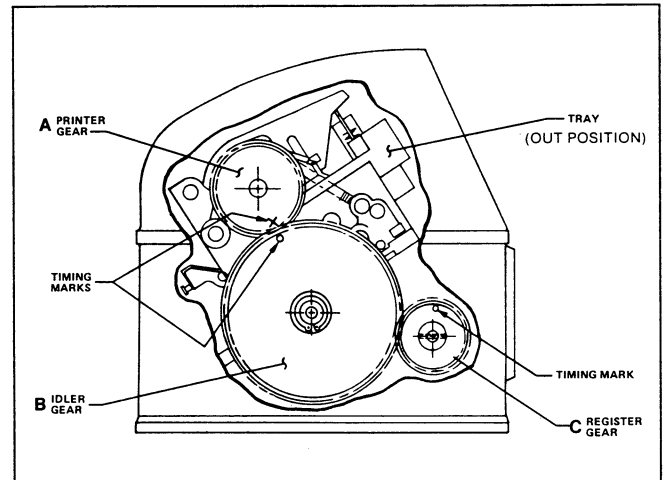 A PRINTER
GEAR
TRAY
(OUT POSITION)
TIMING
MARKS
TIMING MARK
B IDLER
GEAR
C REGISTER
GEAR